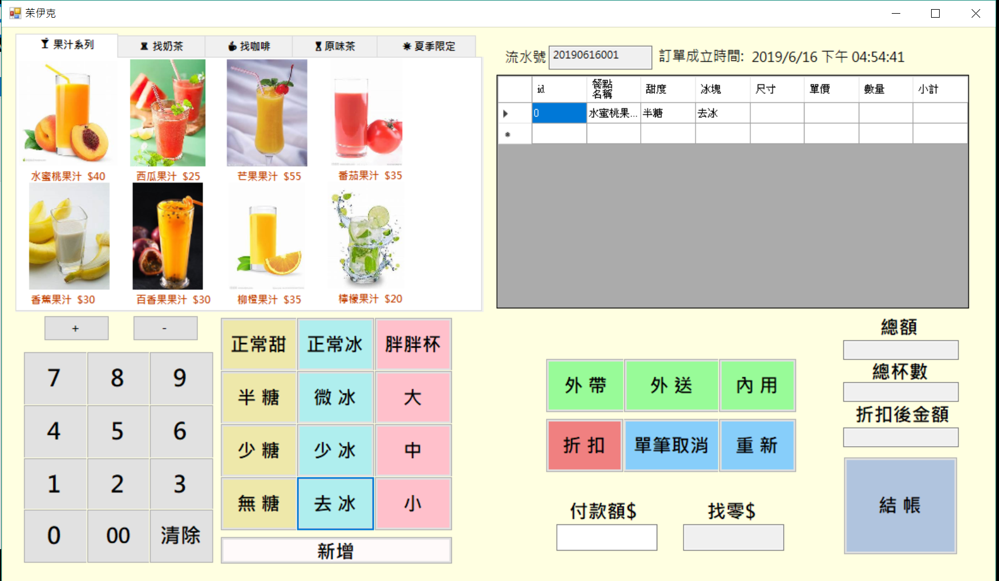 茱伊克
果汁系列 找奶茶 找咖啡 原味茶 夏季限定
流水號 20190616001 訂單成立時間: 2019/6/16 下午 04:54:41
id 餐點名稱 甜度 冰塊 尺寸 單價 數量 小計
0 水蜜桃果... 半糖 去冰
水蜜桃果汁 $40 西瓜果汁 $25 芒果果汁 $55 番茄果汁 $35
香蕉果汁 $30 百香果果汁 $30 柳橙果汁 $35 檸檬果汁 $20
+ -
7 8 9
4 5 6
1 2 3
0 00 清除
正常甜 正常冰 胖胖杯
半 糖 微 冰 大
少 糖 少 冰 中
無 糖 去 冰 小
新增
外 帶 外 送 內 用
折 扣 單筆取消 重 新
付款額$ 找零$
總額
總杯數
折扣後金額
結 帳